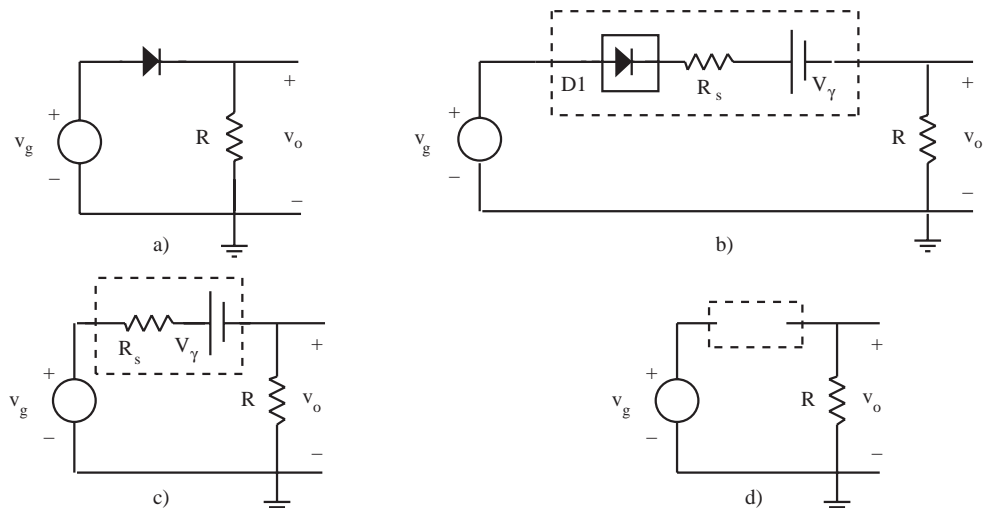 +
v_g
−
R
+
v_o
−
a)
+
v_g
−
D1
R_s
V_γ
R
+
v_o
−
b)
+
v_g
−
R_s
V_γ
R
+
v_o
−
c)
+
v_g
−
R
+
v_o
−
d)